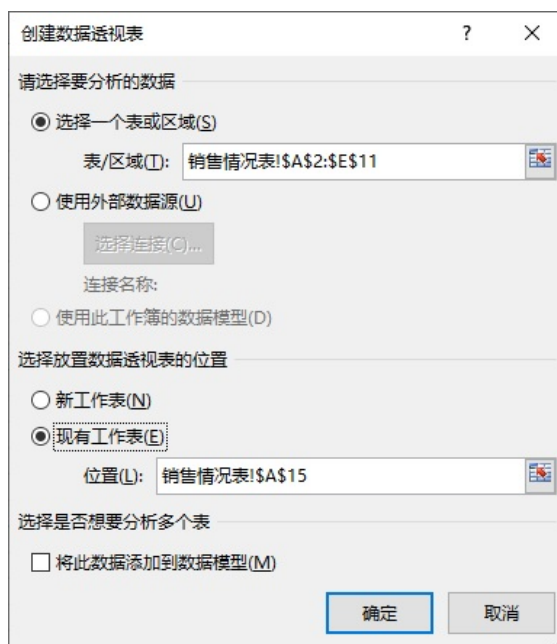 创建数据透视表 ?
请选择要分析的数据
选择一个表或区域(S)
表/区域(T): 销售情况表!$A$2:$E$11
使用外部数据源(U)
选择连接(C)...
连接名称:
使用此工作簿的数据模型(D)
选择放置数据透视表的位置
新工作表(N)
现有工作表(E)
位置(L): 销售情况表!$A$15
选择是否想要分析多个表
将此数据添加到数据模型(M)
确定 取消